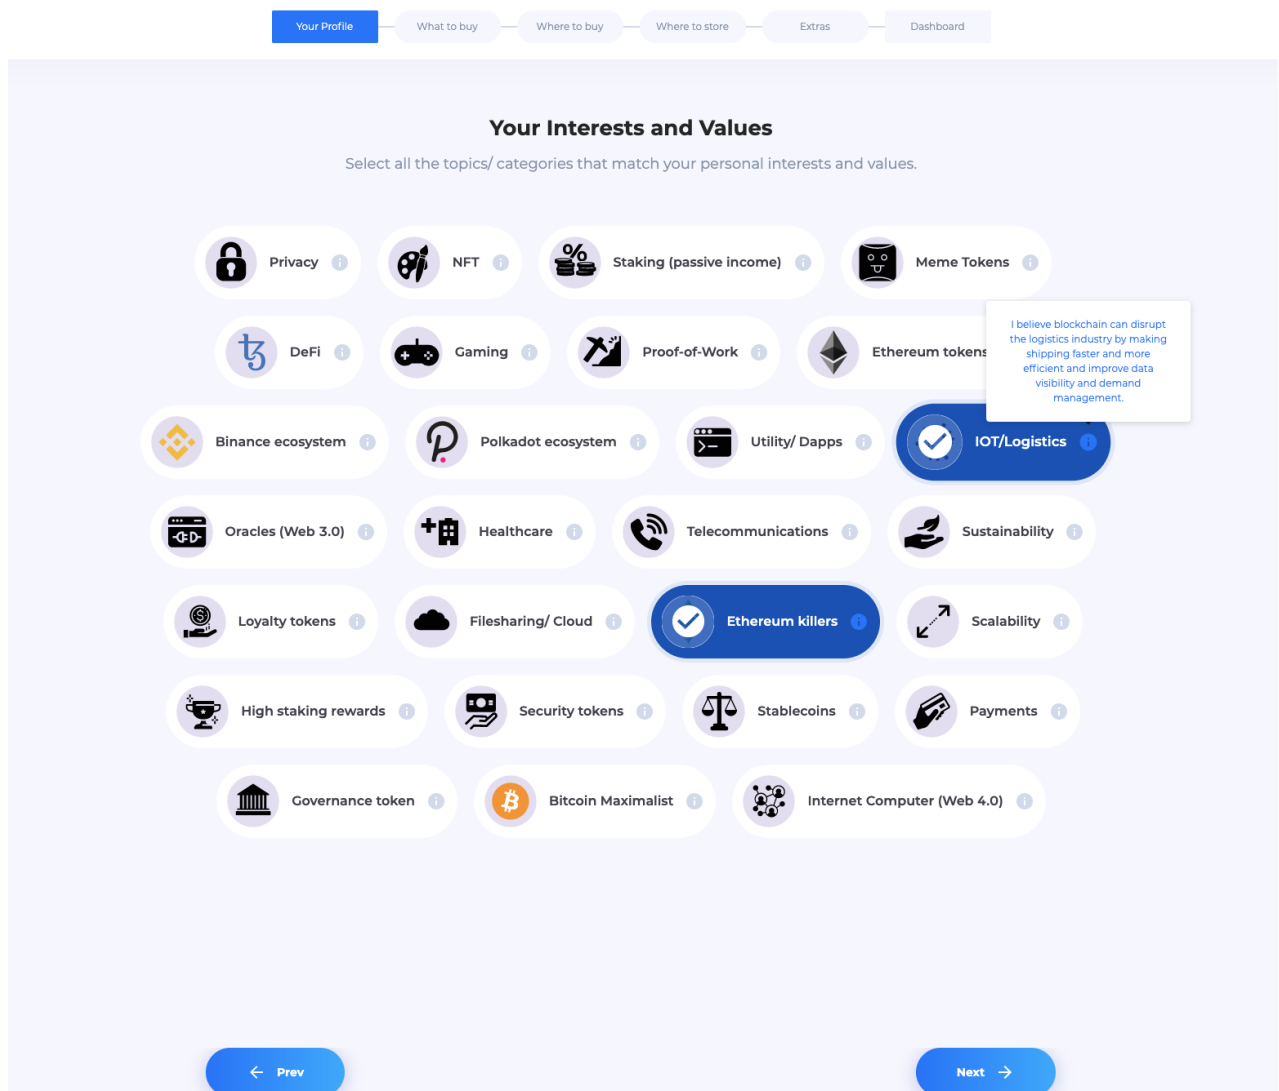 Your Profile
What to buy
Where to buy
Where to store
Extras
Dashboard
Your Interests and Values
Select all the topics/ categories that match your personal interests and values.
Privacy
NFT
Staking (passive income)
Meme Tokens
DeFi
Gaming
Proof-of-Work
Ethereum tokens
I believe blockchain can disrupt
the logistics industry by making
shipping faster and more
efficient and improve data
visibility and demand
management.
Binance ecosystem
Polkadot ecosystem
Utility/ Dapps
IOT/Logistics
Oracles (Web 3.0)
Healthcare
Telecommunications
Sustainability
Loyalty tokens
Filesharing/ Cloud
Ethereum killers
Scalability
High staking rewards
Security tokens
Stablecoins
Payments
Governance token
Bitcoin Maximalist
Internet Computer (Web 4.0)
Prev
Next